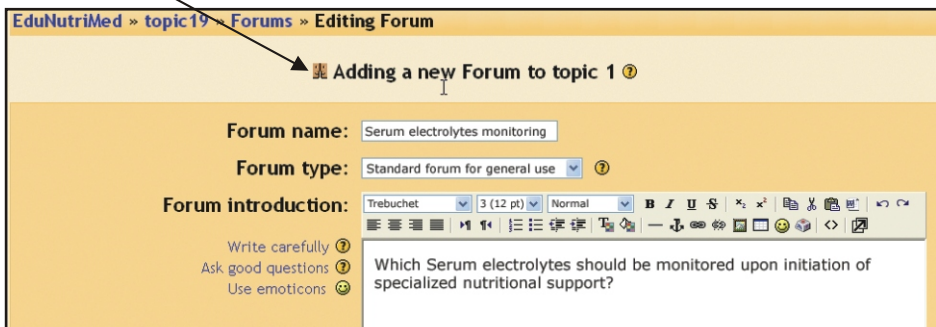 EduNutriMed » topic19 » Forums » Editing Forum
Adding a new Forum to topic 1
Forum name: Serum electrolytes monitoring
Forum type: Standard forum for general use
Forum introduction: Trebuchet 3 (12 pt) Normal B I U S x₂ x²
Write carefully
Ask good questions
Use emoticons
Which Serum electrolytes should be monitored upon initiation of
specialized nutritional support?